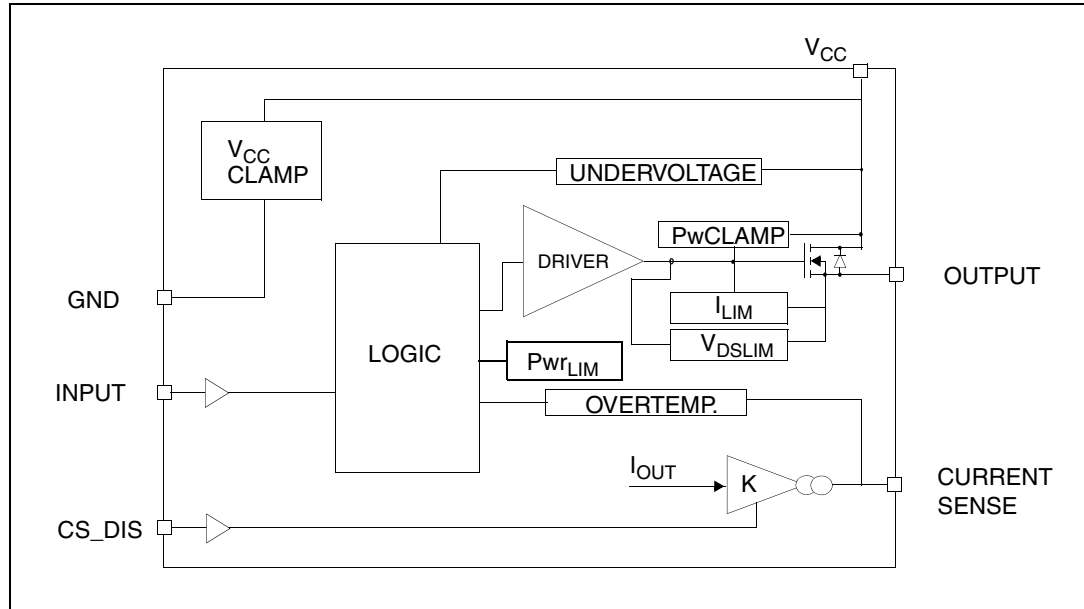 VCC
VCC
CLAMP
UNDERVOLTAGE
PwCLAMP
DRIVER
GND
OUTPUT
ILIM
LOGIC
VDSLIM
PwrLIM
INPUT
OVERTEMP.
IOUT
K
CURRENT
SENSE
CS_DIS